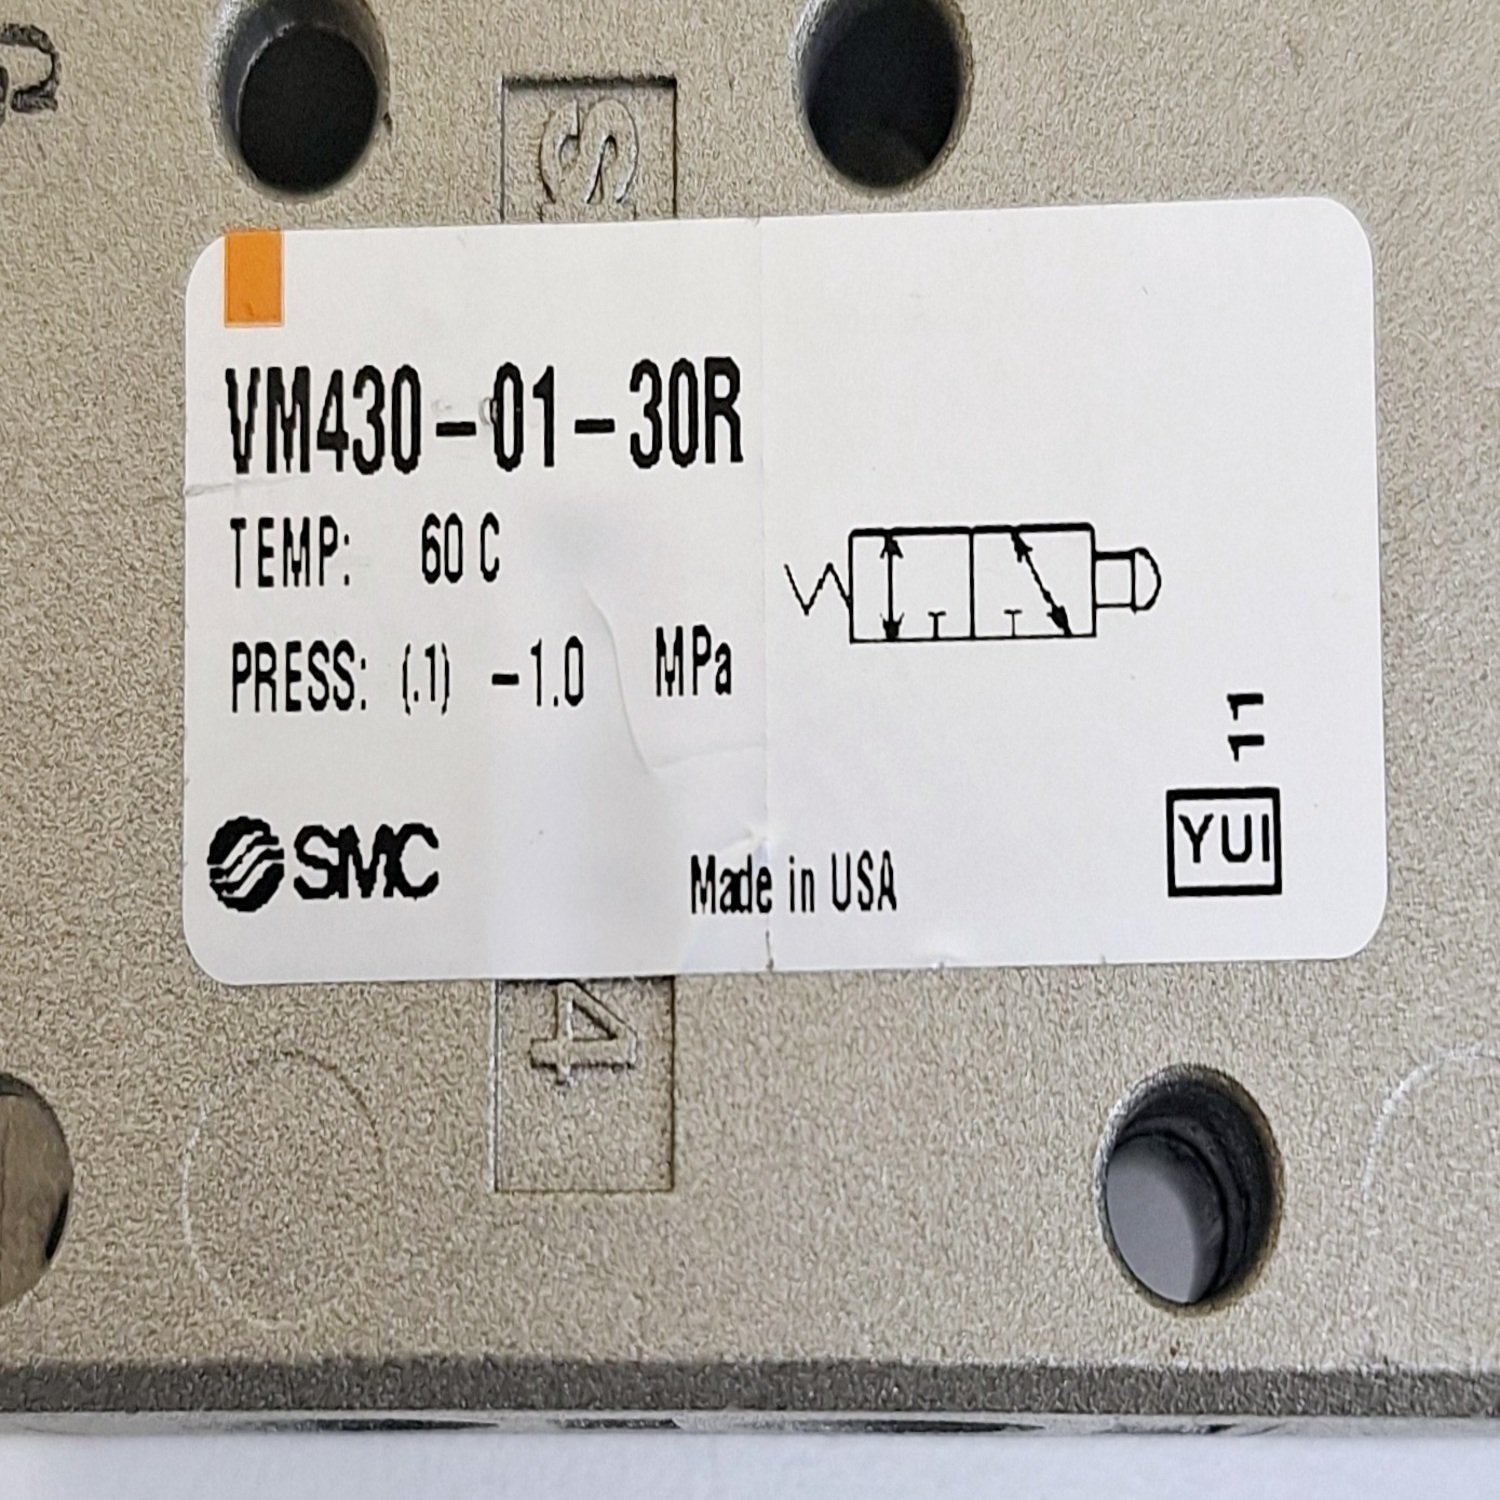 VM430-01-30R
TEMP: 60 C
PRESS: (.1) -1.0 MPa
11
YUI
SMC
Made in USA
4